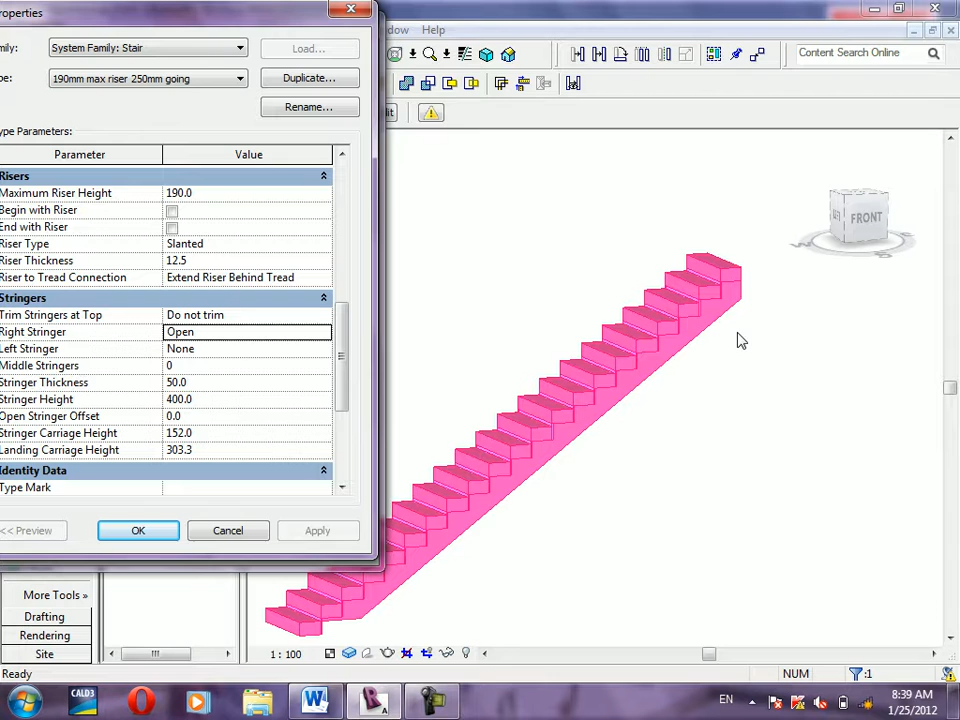 roperties
mily: System Family: Stair Load...
pe: 190mm max riser 250mm going Duplicate...
Rename...
ype Parameters:
Parameter Value
Risers
Maximum Riser Height 190.0
Begin with Riser
End with Riser
Riser Type Slanted
Riser Thickness 12.5
Riser to Tread Connection Extend Riser Behind Tread
Stringers
Trim Stringers at Top Do not trim
Right Stringer Open
Left Stringer None
Middle Stringers 0
Stringer Thickness 50.0
Stringer Height 400.0
Open Stringer Offset 0.0
Stringer Carriage Height 152.0
Landing Carriage Height 303.3
Identity Data
Type Mark
<< Preview OK Cancel Apply
ndow Help
Content Search Online
dit
FRONT
More Tools »
Drafting
Rendering
Site
1 : 100
Ready NUM :1
CALD3 W A EN 8:39 AM
1/25/2012